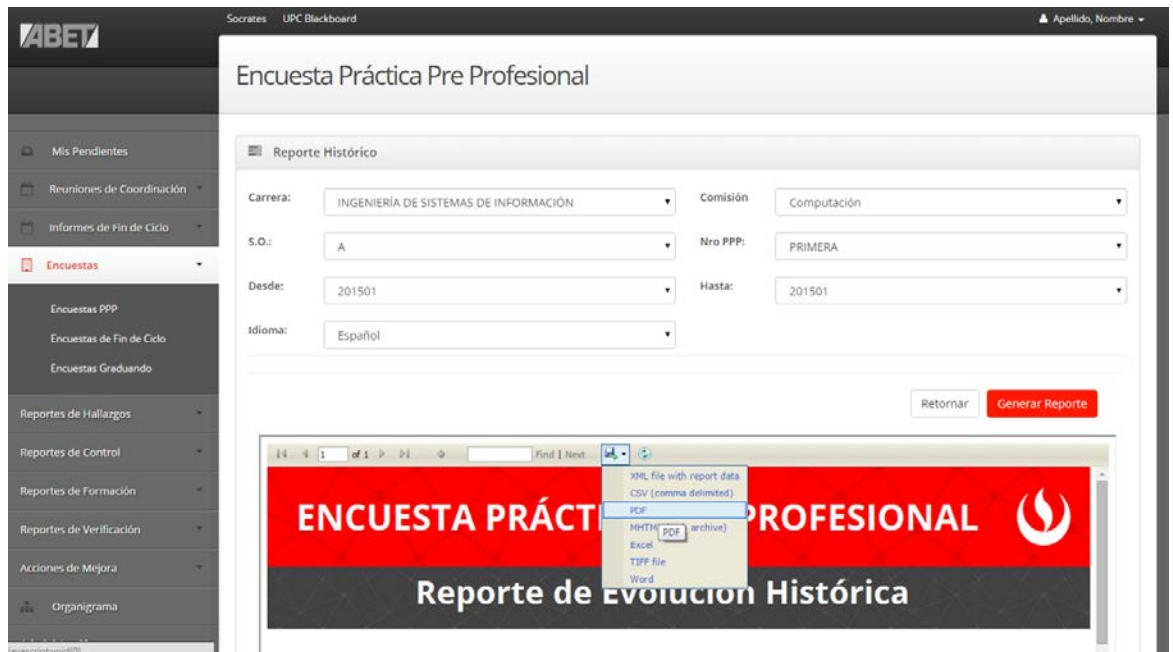 ABET
Socrates UPC Blackboard
Apellido, Nombre
Encuesta Práctica Pre Profesional
Mis Pendientes
Reuniones de Coordinación
Informes de Fin de Ciclo
Encuestas
Encuestas PPP
Encuestas de Fin de Ciclo
Encuestas Graduando
Reportes de Hallazgos
Reportes de Control
Reportes de Formación
Reportes de Verificación
Acciones de Mejora
Organigrama
Reporte Histórico
Carrera: INGENIERÍA DE SISTEMAS DE INFORMACIÓN Comisión Computación
S.O.: A Nro PPP: PRIMERA
Desde: 201501 Hasta: 201501
Idioma: Español
Retornar Generar Reporte
1 of 1 Find | Next
XML file with report data
CSV (comma delimited)
PDF
PDF archive)
Excel
TIFF file
Word
ENCUESTA PRÁCT PROFESIONAL
Reporte de Evolución Histórica